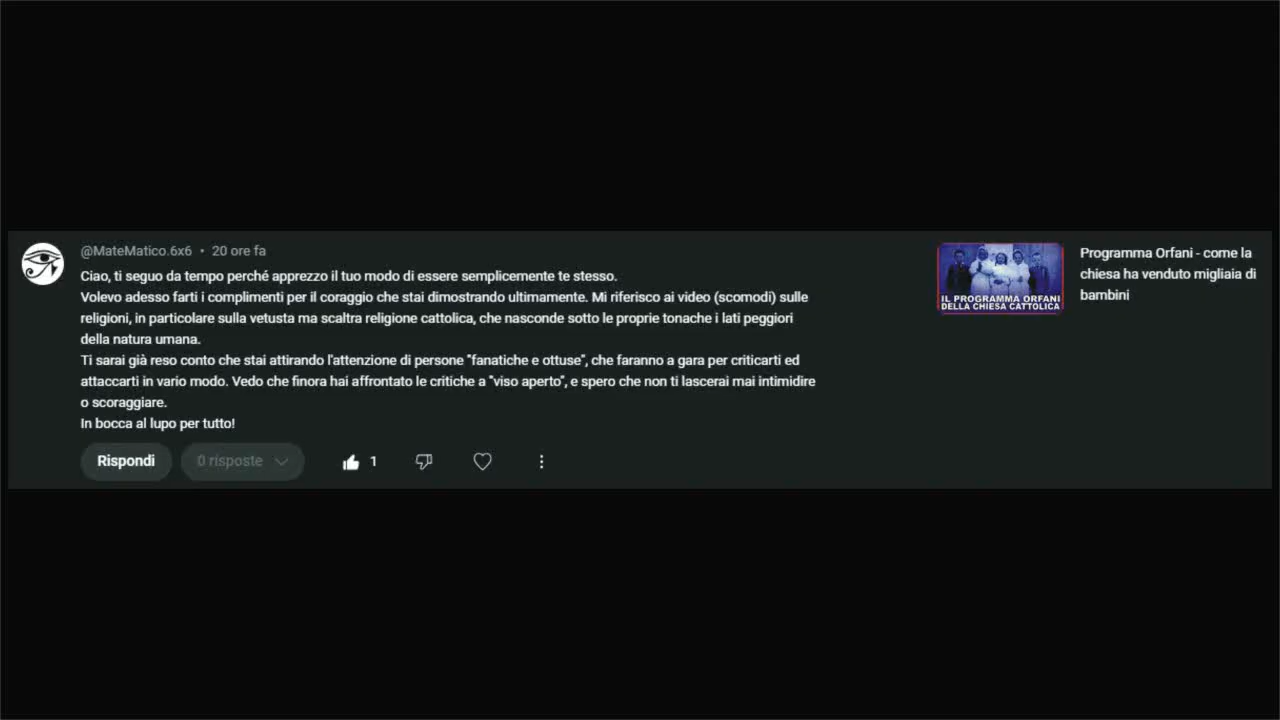 @MateMatico.6x6 • 20 ore fa
Ciao, ti seguo da tempo perché apprezzo il tuo modo di essere semplicemente te stesso.
Volevo adesso farti i complimenti per il coraggio che stai dimostrando ultimamente. Mi riferisco ai video (scomodi) sulle
religioni, in particolare sulla vetusta ma scaltra religione cattolica, che nasconde sotto le proprie tonache i lati peggiori
della natura umana.
Ti sarai già reso conto che stai attirando l'attenzione di persone "fanatiche e ottuse", che faranno a gara per criticarti ed
attaccarti in vario modo. Vedo che finora hai affrontato le critiche a "viso aperto", e spero che non ti lascerai mai intimidire
o scoraggiare.
In bocca al lupo per tutto!
Rispondi
0 risposte
1
IL PROGRAMMA ORFANI
DELLA CHIESA CATTOLICA
Programma Orfani - come la
chiesa ha venduto migliaia di
bambini